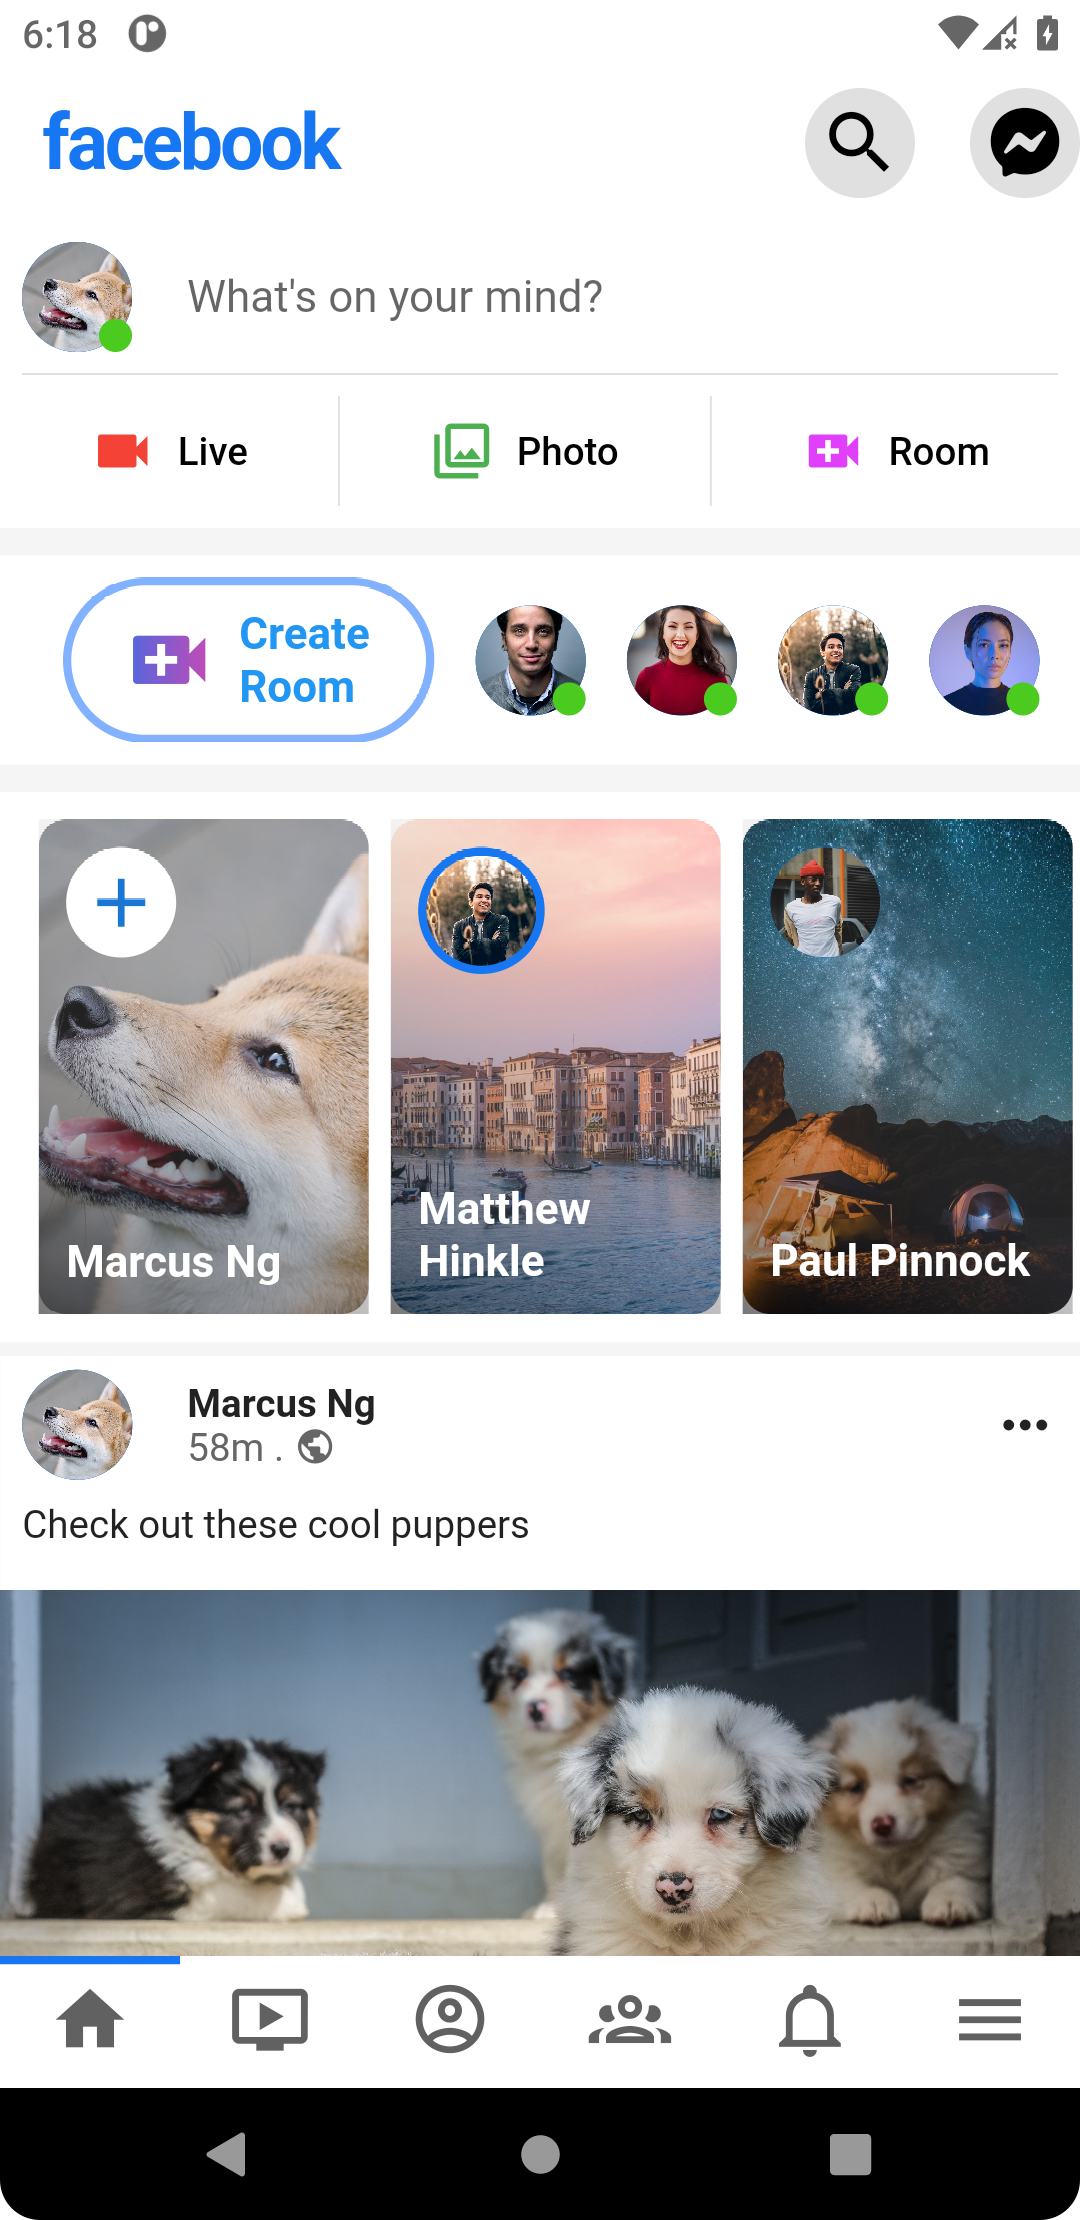 6:18
facebook
What's on your mind?
Live
Photo
Room
Create
Room
Marcus Ng
Matthew
Hinkle
Paul Pinnock
Marcus Ng
58m .
Check out these cool puppers